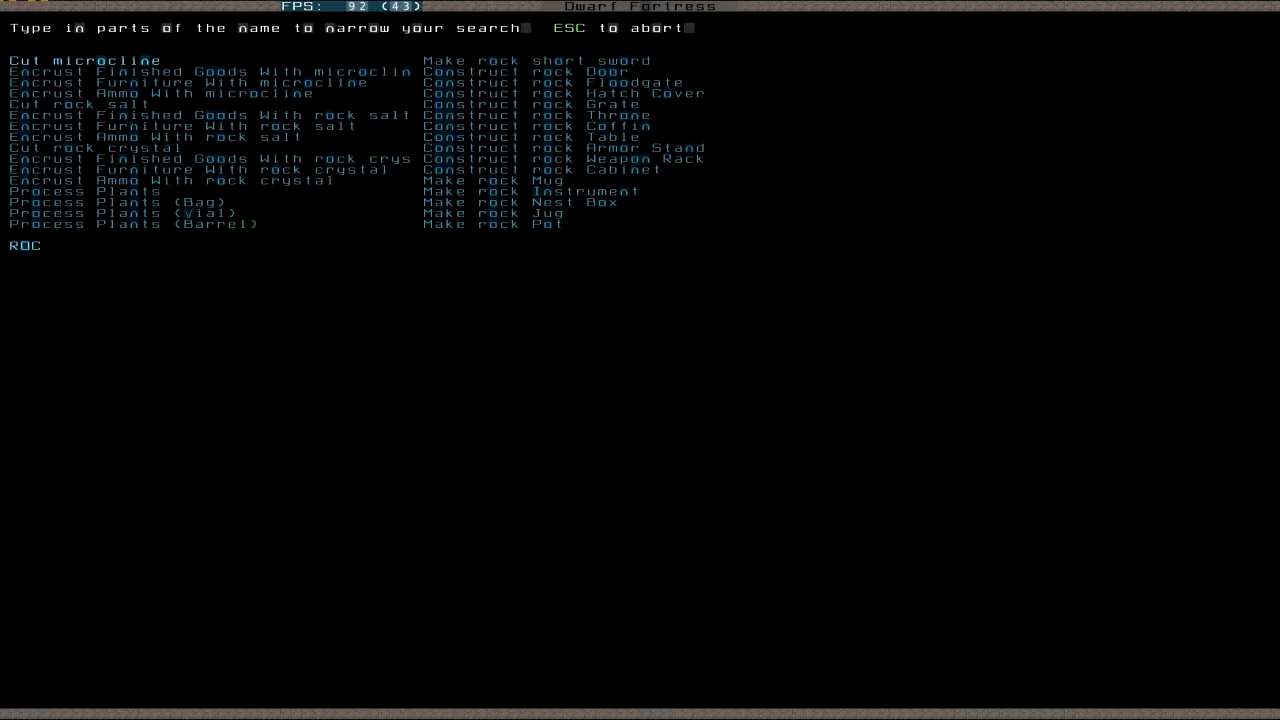 FPS: 92 (43) Dwarf Fortress
Type in parts of the name to narrow your search. ESC to abort.
Cut microcline
Encrust Finished Goods With microclin
Encrust Furniture With microcline
Encrust Ammo With microcline
Cut rock salt
Encrust Finished Goods With rock salt
Encrust Furniture With rock salt
Encrust Ammo With rock salt
Cut rock crystal
Encrust Finished Goods With rock crys
Encrust Furniture With rock crystal
Encrust Ammo With rock crystal
Process Plants
Process Plants (Bag)
Process Plants (Vial)
Process Plants (Barrel)
Make rock short sword
Construct rock Door
Construct rock Floodgate
Construct rock Hatch Cover
Construct rock Grate
Construct rock Throne
Construct rock Coffin
Construct rock Table
Construct rock Armor Stand
Construct rock Weapon Rack
Construct rock Cabinet
Make rock Mug
Make rock Instrument
Make rock Nest Box
Make rock Jug
Make rock Pot
ROC